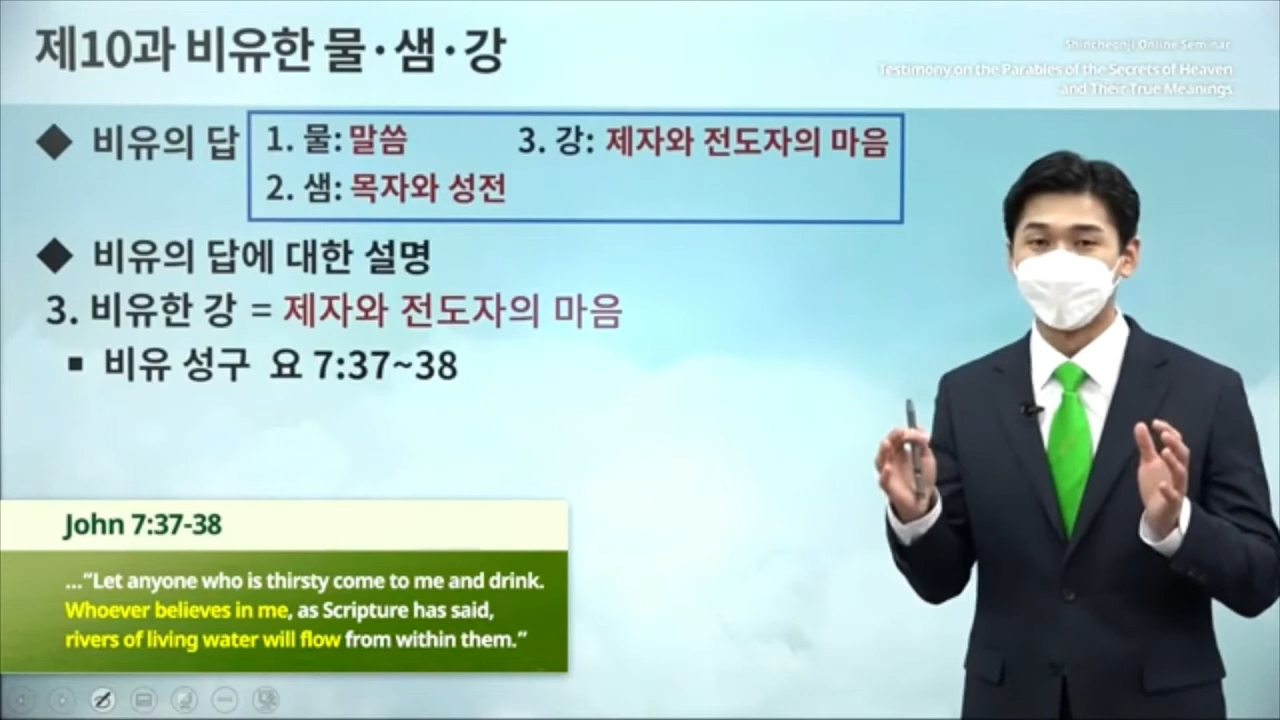 제10과 비유한 물·샘·강
Shincheonji Online Seminar
Testimony on the Parables of the Secrets of Heaven
and Their True Meanings
◆ 비유의 답
1. 물: 말씀
3. 강: 제자와 전도자의 마음
2. 샘: 목자와 성전
◆ 비유의 답에 대한 설명
3. 비유한 강 = 제자와 전도자의 마음
▪ 비유 성구 요 7:37~38
John 7:37-38
..."Let anyone who is thirsty come to me and drink.
Whoever believes in me, as Scripture has said,
rivers of living water will flow from within them."